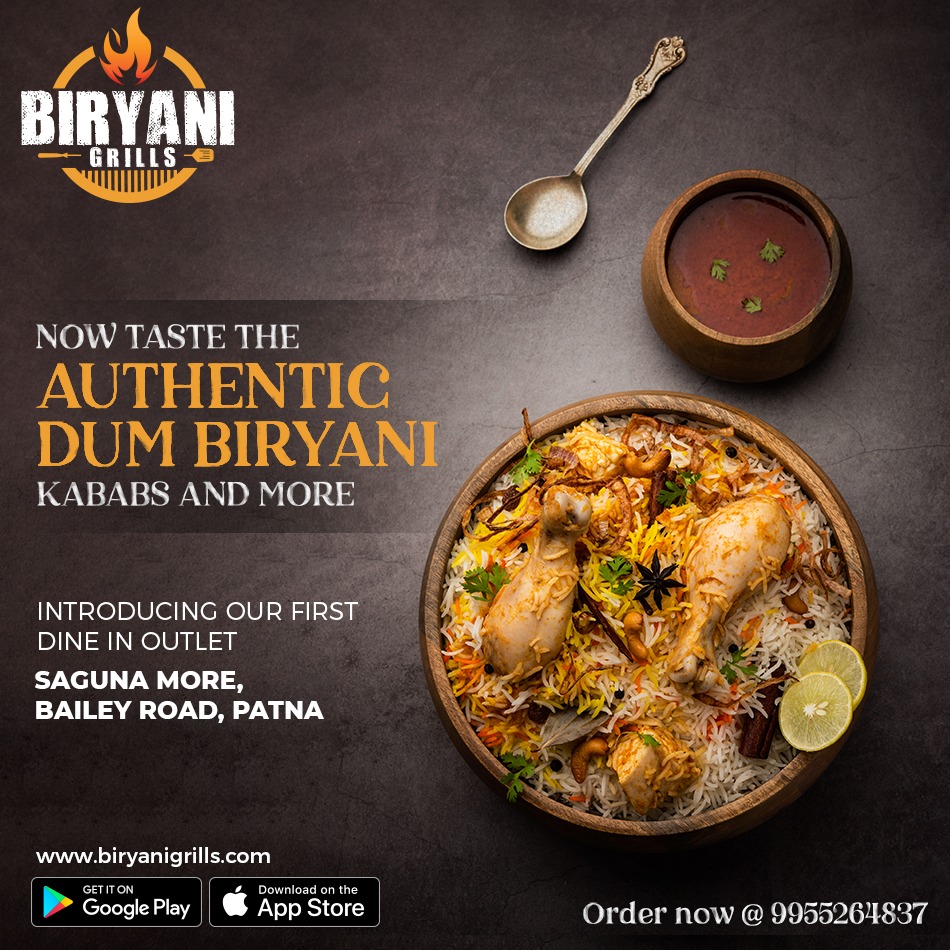 BIRYANI
GRILLS
NOW TASTE THE
AUTHENTIC
DUM BIRYANI
KABABS AND MORE
INTRODUCING OUR FIRST
DINE IN OUTLET
SAGUNA MORE,
BAILEY ROAD, PATNA
www.biryanigrills.com
GET IT ON
Google Play
Download on the
App Store
Order now @ 9955264837